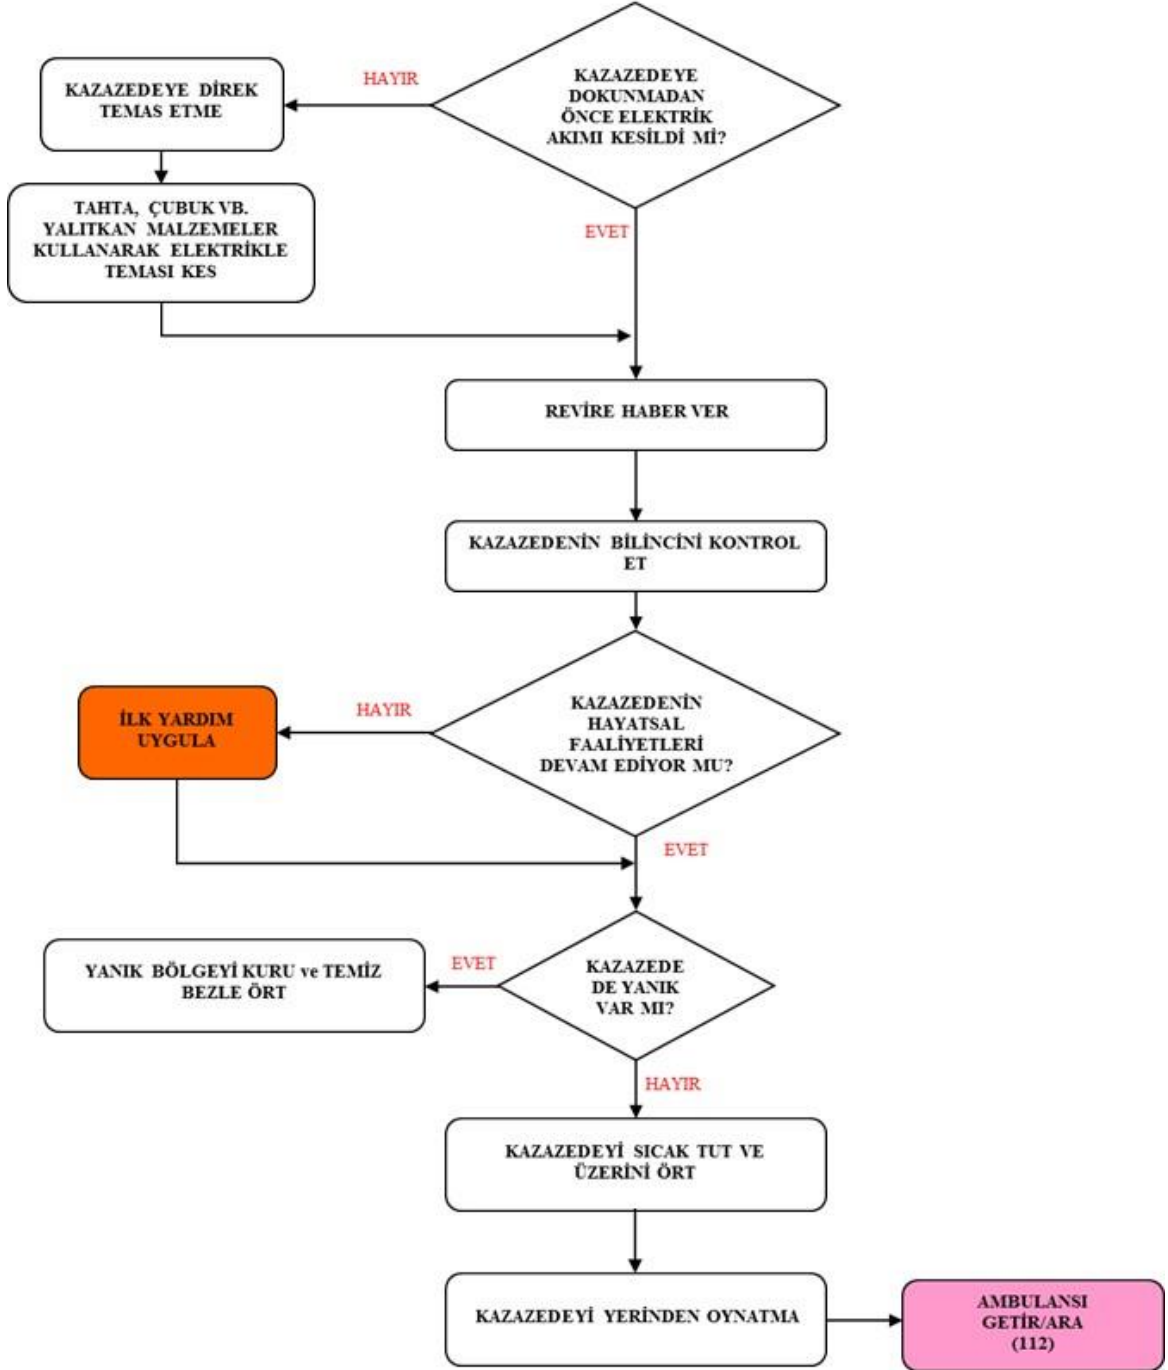 KAZAZEDEYE DİREK
TEMAS ETME
HAYIR
KAZAZEDEYE
DOKUNMADAN
ÖNCE ELEKTRİK
AKIMI KESİLDİ Mİ?
TAHTA, ÇUBUK VB.
YALITKAN MALZEMELER
KULLANARAK ELEKTRİKLE
TEMASI KES
EVET
REVİRE HABER VER
KAZAZEDENİN BİLİNCİNİ KONTROL
ET
İLK YARDIM
UYGULA
HAYIR
KAZAZEDENİN
HAYATSAL
FAALİYETLERİ
DEVAM EDİYOR MU?
EVET
YANIK BÖLGEYİ KURU ve TEMİZ
BEZLE ÖRT
EVET
KAZAZEDE
DE YANIK
VAR MI?
HAYIR
KAZAZEDEYİ SICAK TUT VE
ÜZERİNİ ÖRT
KAZAZEDEYİ YERİNDEN OYNATMA
AMBULANSI
GETİR/ARA
(112)